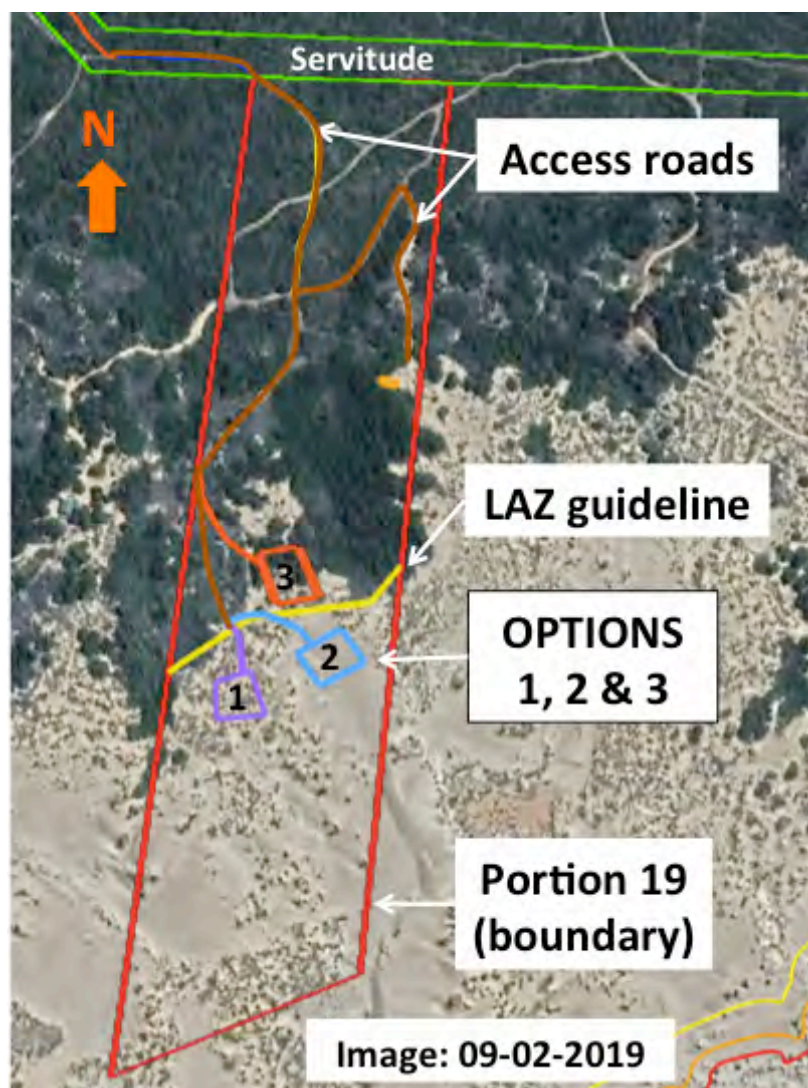 Servitude
N
Access roads
LAZ guideline
3
OPTIONS
1, 2 & 3
2
1
Portion 19
(boundary)
Image: 09-02-2019